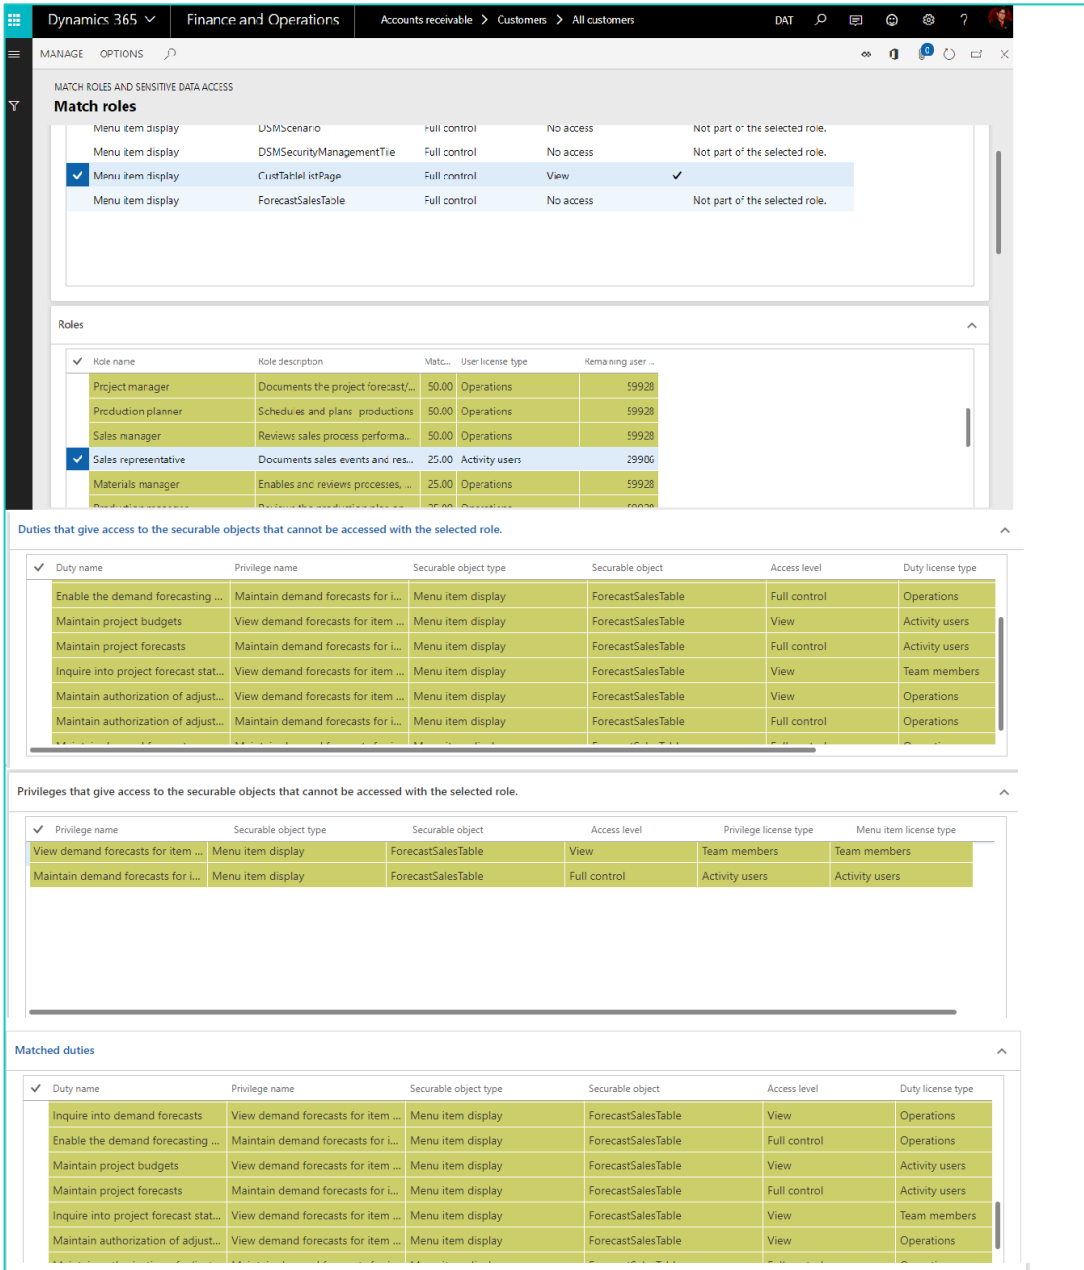 Dynamics 365 Finance and Operations Accounts receivable > Customers > All customers DAT
MANAGE OPTIONS 0
MATCH ROLES AND SENSITIVE DATA ACCESS
Match roles
Menu item display DSMScenario Full control No access Not part of the selected role.
Menu item display DSMSecurityManagementTile Full control No access Not part of the selected role.
Menu item display CustTableListPage Full control View
Menu item display ForecastSalesTable Full control No access Not part of the selected role.
Roles
Role name Role description Matc... User license type Remaining user ...
Project manager Documents the project forecast/... 50.00 Operations 59928
Production planner Schedules and plans productions 50.00 Operations 59928
Sales manager Reviews sales process performa... 50.00 Operations 59928
Sales representative Documents sales events and res... 25.00 Activity users 29906
Materials manager Enables and reviews processes, ... 25.00 Operations 59928
Duties that give access to the securable objects that cannot be accessed with the selected role.
Duty name Privilege name Securable object type Securable object Access level Duty license type
Enable the demand forecasting ... Maintain demand forecasts for i... Menu item display ForecastSalesTable Full control Operations
Maintain project budgets View demand forecasts for item ... Menu item display ForecastSalesTable View Activity users
Maintain project forecasts Maintain demand forecasts for i... Menu item display ForecastSalesTable Full control Activity users
Inquire into project forecast stat... View demand forecasts for item ... Menu item display ForecastSalesTable View Team members
Maintain authorization of adjust... View demand forecasts for item ... Menu item display ForecastSalesTable View Operations
Maintain authorization of adjust... Maintain demand forecasts for i... Menu item display ForecastSalesTable Full control Operations
Privileges that give access to the securable objects that cannot be accessed with the selected role.
Privilege name Securable object type Securable object Access level Privilege license type Menu item license type
View demand forecasts for item ... Menu item display ForecastSalesTable View Team members Team members
Maintain demand forecasts for i... Menu item display ForecastSalesTable Full control Activity users Activity users
Matched duties
Duty name Privilege name Securable object type Securable object Access level Duty license type
Inquire into demand forecasts View demand forecasts for item ... Menu item display ForecastSalesTable View Operations
Enable the demand forecasting ... Maintain demand forecasts for i... Menu item display ForecastSalesTable Full control Operations
Maintain project budgets View demand forecasts for item ... Menu item display ForecastSalesTable View Activity users
Maintain project forecasts Maintain demand forecasts for i... Menu item display ForecastSalesTable Full control Activity users
Inquire into project forecast stat... View demand forecasts for item ... Menu item display ForecastSalesTable View Team members
Maintain authorization of adjust... View demand forecasts for item ... Menu item display ForecastSalesTable View Operations